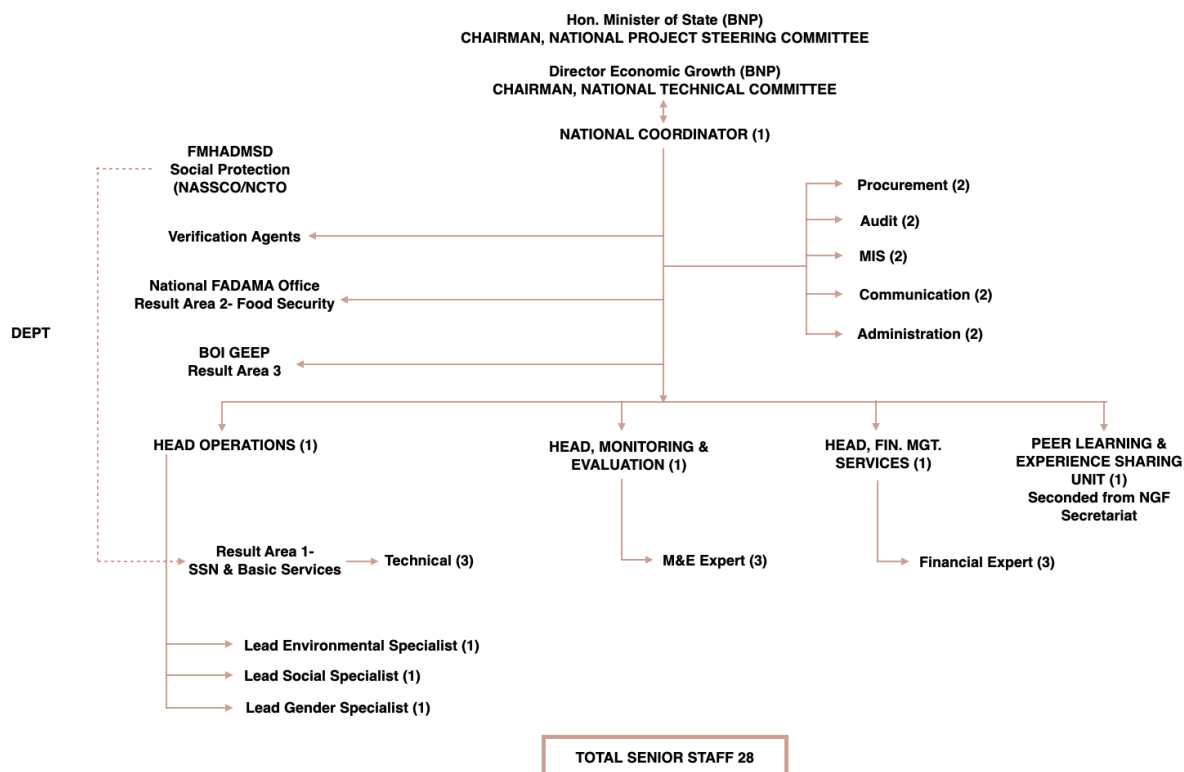 Hon. Minister of State (BNP)
CHAIRMAN, NATIONAL PROJECT STEERING COMMITTEE
Director Economic Growth (BNP)
CHAIRMAN, NATIONAL TECHNICAL COMMITTEE
NATIONAL COORDINATOR (1)
FMHADMSD
Social Protection
(NASSCO/NCTO
Procurement (2)
Audit (2)
Verification Agents
MIS (2)
National FADAMA Office
Result Area 2- Food Security
Communication (2)
Administration (2)
DEPT
BOI GEEP
Result Area 3
HEAD OPERATIONS (1)
HEAD, MONITORING &
EVALUATION (1)
HEAD, FIN. MGT.
SERVICES (1)
PEER LEARNING &
EXPERIENCE SHARING
UNIT (1)
Seconded from NGF
Secretariat
Result Area 1-
SSN & Basic Services
Technical (3)
M&E Expert (3)
Financial Expert (3)
Lead Environmental Specialist (1)
Lead Social Specialist (1)
Lead Gender Specialist (1)
TOTAL SENIOR STAFF 28